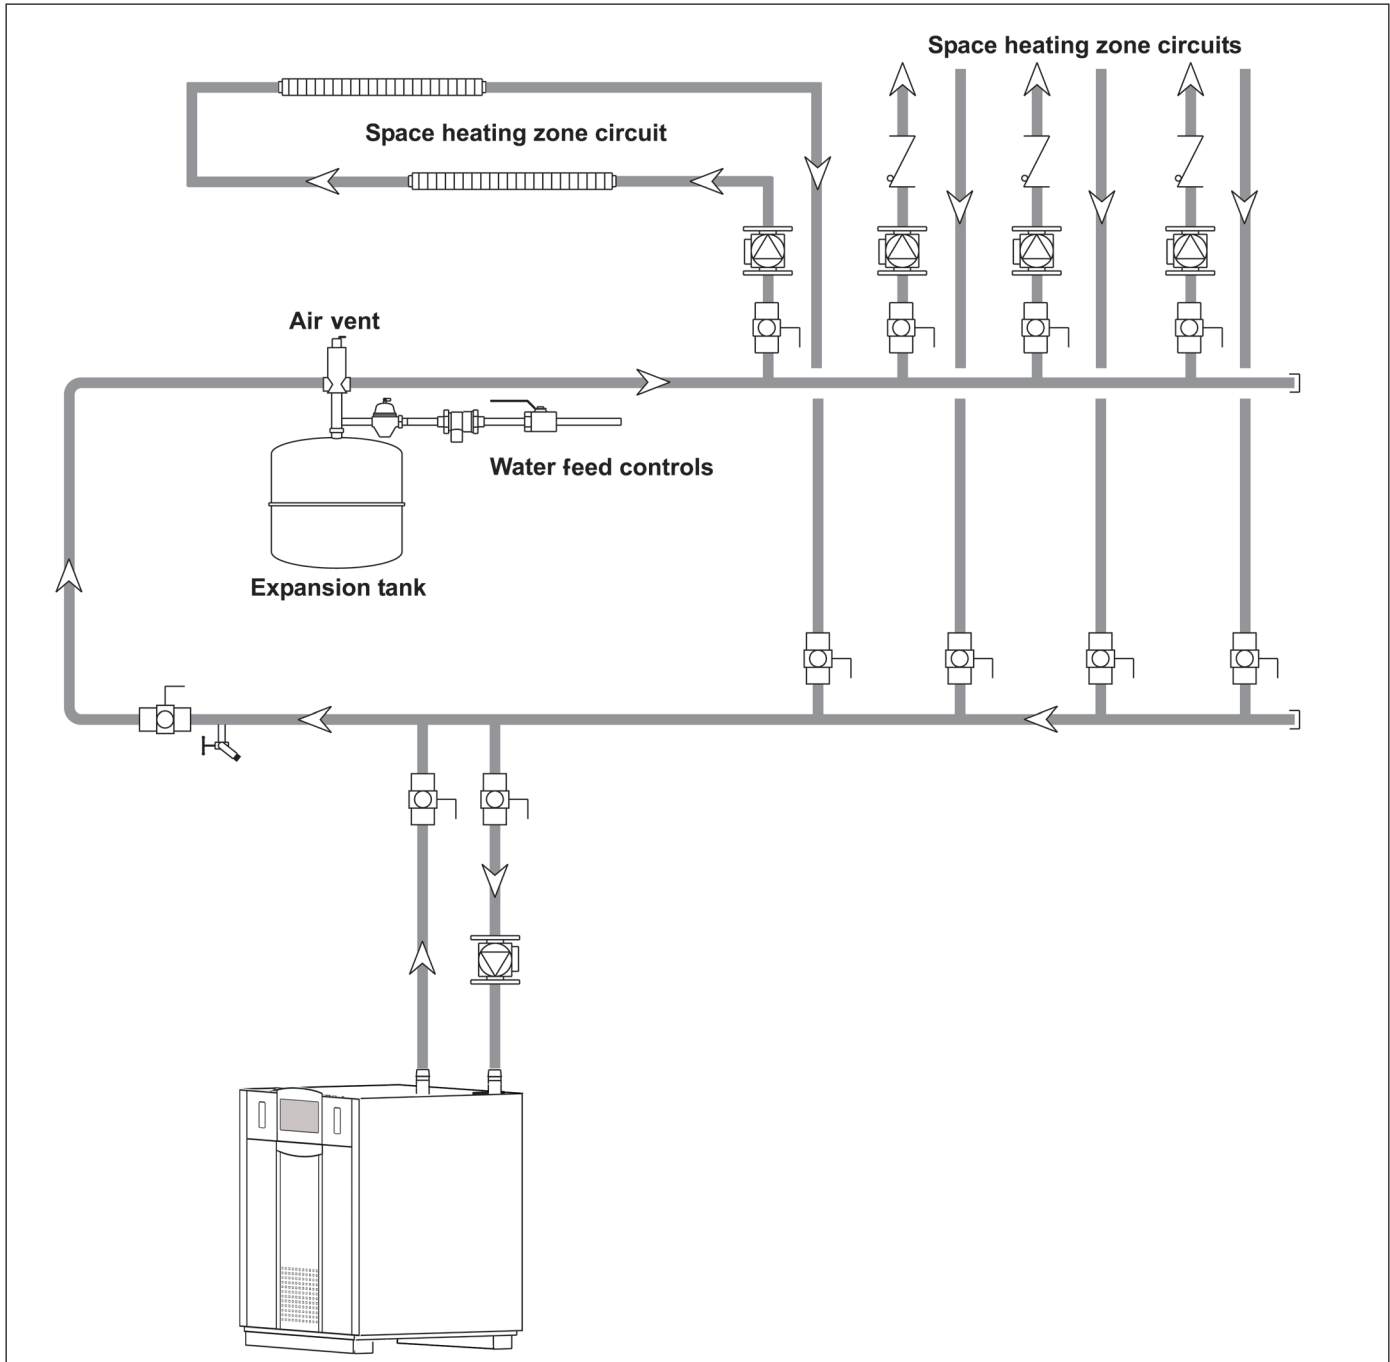 Space heating zone circuits
Space heating zone circuit
Air vent
Water feed controls
Expansion tank